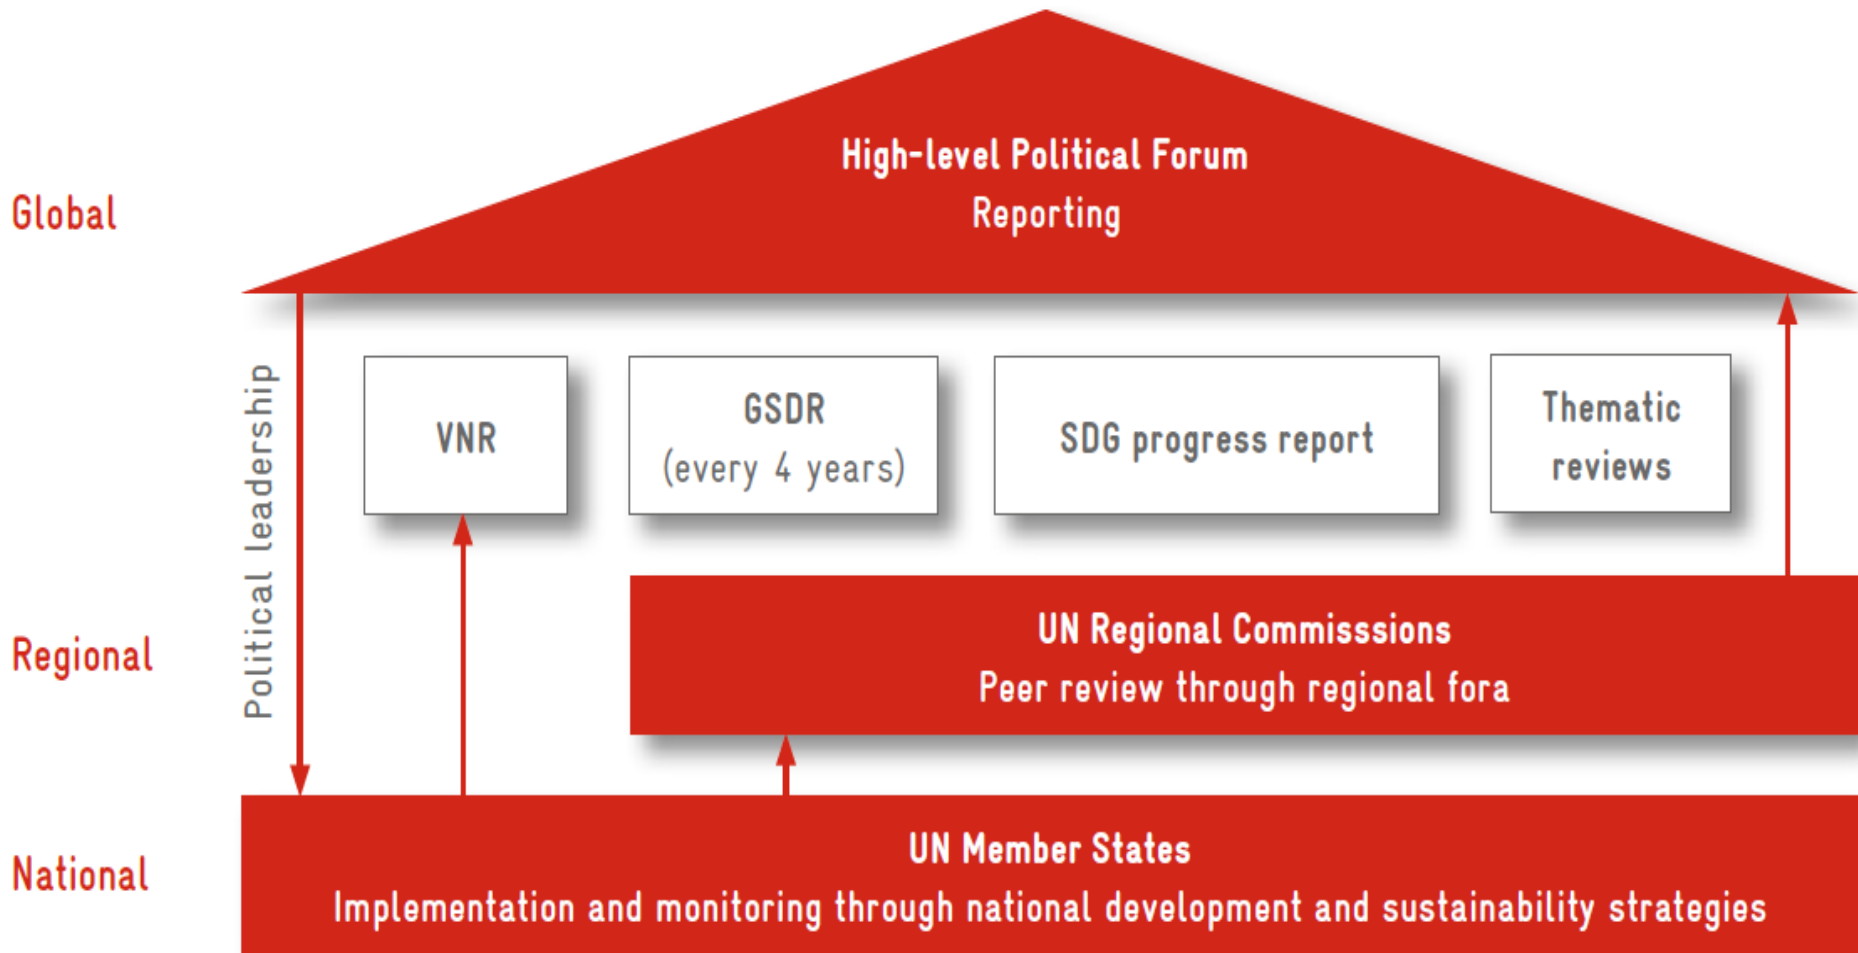 High-level Political Forum
Reporting
Global
Political leadership
VNR
GSDR
(every 4 years)
SDG progress report
Thematic
reviews
Regional
UN Regional Commisssions
Peer review through regional fora
National
UN Member States
Implementation and monitoring through national development and sustainability strategies